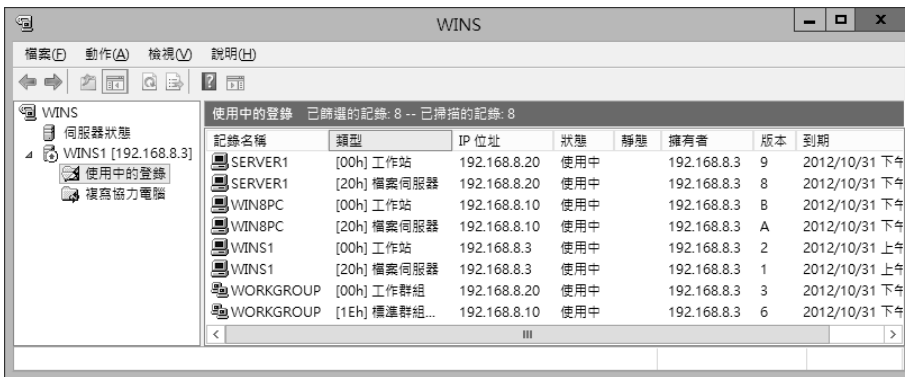 WINS
檔案(F) 動作(A) 檢視(V) 說明(H)
WINS
伺服器狀態
WINS1 [192.168.8.3]
使用中的登錄
複寫協力電腦
使用中的登錄 已篩選的記錄: 8 -- 已掃描的記錄: 8
記錄名稱 類型 IP 位址 狀態 靜態 擁有者 版本 到期
SERVER1 [00h] 工作站 192.168.8.20 使用中 192.168.8.3 9 2012/10/31 下午
SERVER1 [20h] 檔案伺服器 192.168.8.20 使用中 192.168.8.3 8 2012/10/31 下午
WIN8PC [00h] 工作站 192.168.8.10 使用中 192.168.8.3 B 2012/10/31 下午
WIN8PC [20h] 檔案伺服器 192.168.8.10 使用中 192.168.8.3 A 2012/10/31 下午
WINS1 [00h] 工作站 192.168.8.3 使用中 192.168.8.3 2 2012/10/31 上午
WINS1 [20h] 檔案伺服器 192.168.8.3 使用中 192.168.8.3 1 2012/10/31 上午
WORKGROUP [00h] 工作群組 192.168.8.20 使用中 192.168.8.3 3 2012/10/31 下午
WORKGROUP [1Eh] 標準群組... 192.168.8.10 使用中 192.168.8.3 6 2012/10/31 下午